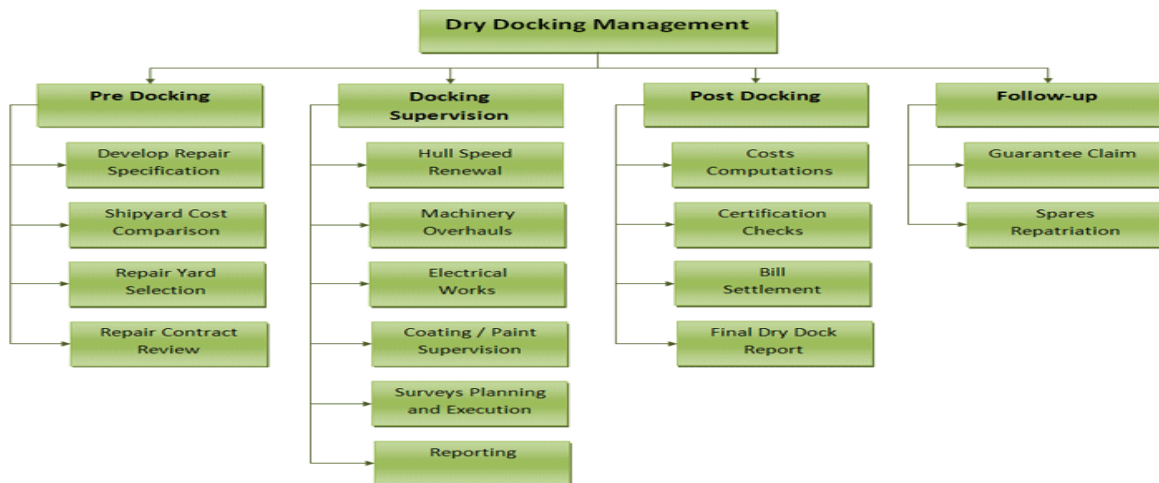 Dry Docking Management
Pre Docking
Develop Repair
Specification
Shipyard Cost
Comparison
Repair Yard
Selection
Repair Contract
Review
Docking
Supervision
Hull Speed
Renewal
Machinery
Overhauls
Electrical
Works
Coating / Paint
Supervision
Surveys Planning
and Execution
Reporting
Post Docking
Costs
Computations
Certification
Checks
Bill
Settlement
Final Dry Dock
Report
Follow-up
Guarantee Claim
Spares
Repatriation